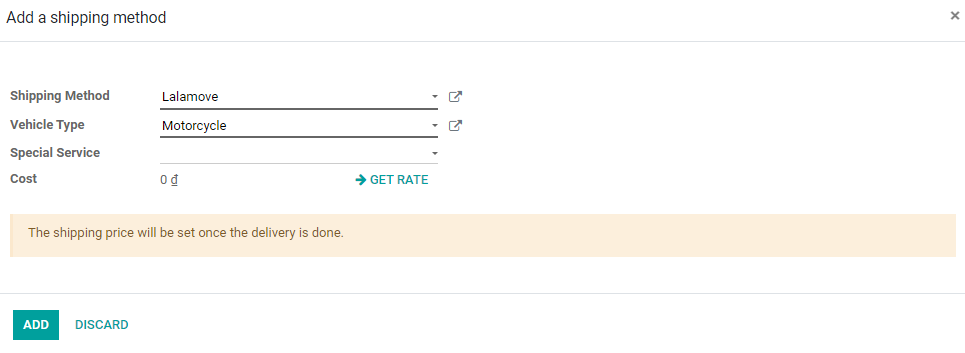 Add a shipping method ×
Shipping Method Lalamove
Vehicle Type Motorcycle
Special Service
Cost 0 ₫ GET RATE
The shipping price will be set once the delivery is done.
ADD DISCARD